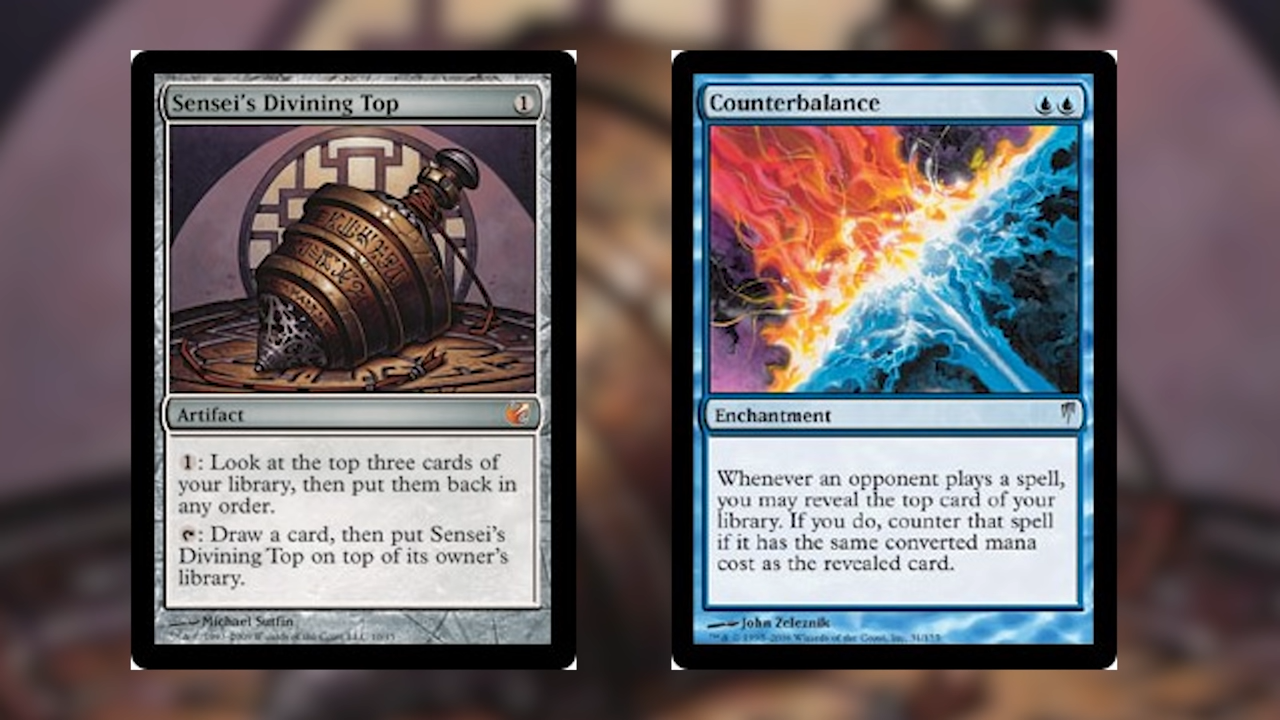 Sensei's Divining Top 1
Artifact
1: Look at the top three cards of
your library, then put them back in
any order.
: Draw a card, then put Sensei's
Divining Top on top of its owner's
library.
Michael Sutfin
Counterbalance
Enchantment
Whenever an opponent plays a spell,
you may reveal the top card of your
library. If you do, counter that spell
if it has the same converted mana
cost as the revealed card.
John Zeleznik